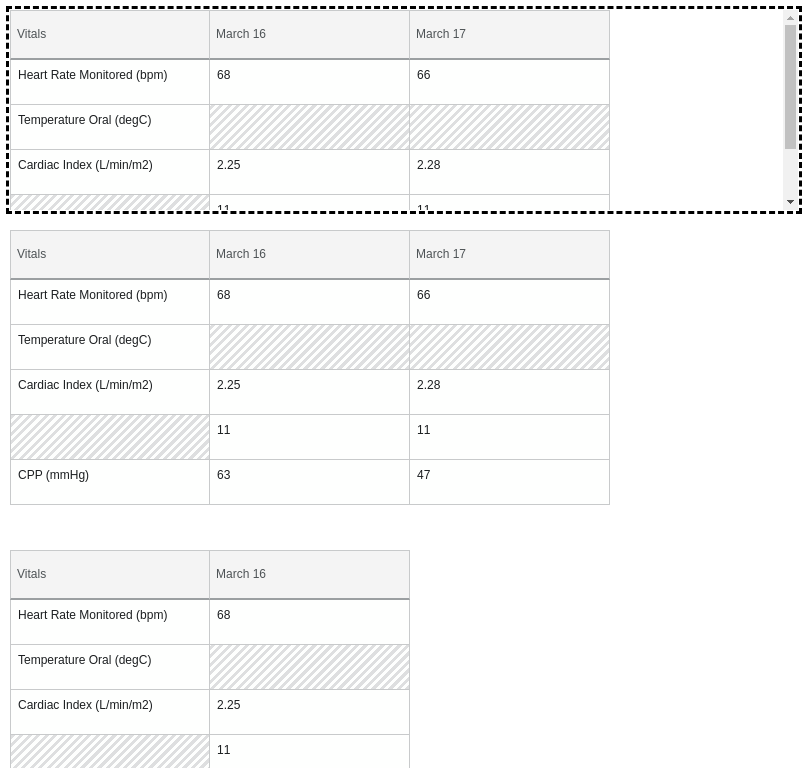 Vitals March 16 March 17
Heart Rate Monitored (bpm) 68 66
Temperature Oral (degC)
Cardiac Index (L/min/m2) 2.25 2.28
11 11
Vitals March 16 March 17
Heart Rate Monitored (bpm) 68 66
Temperature Oral (degC)
Cardiac Index (L/min/m2) 2.25 2.28
11 11
CPP (mmHg) 63 47
Vitals March 16
Heart Rate Monitored (bpm) 68
Temperature Oral (degC)
Cardiac Index (L/min/m2) 2.25
11